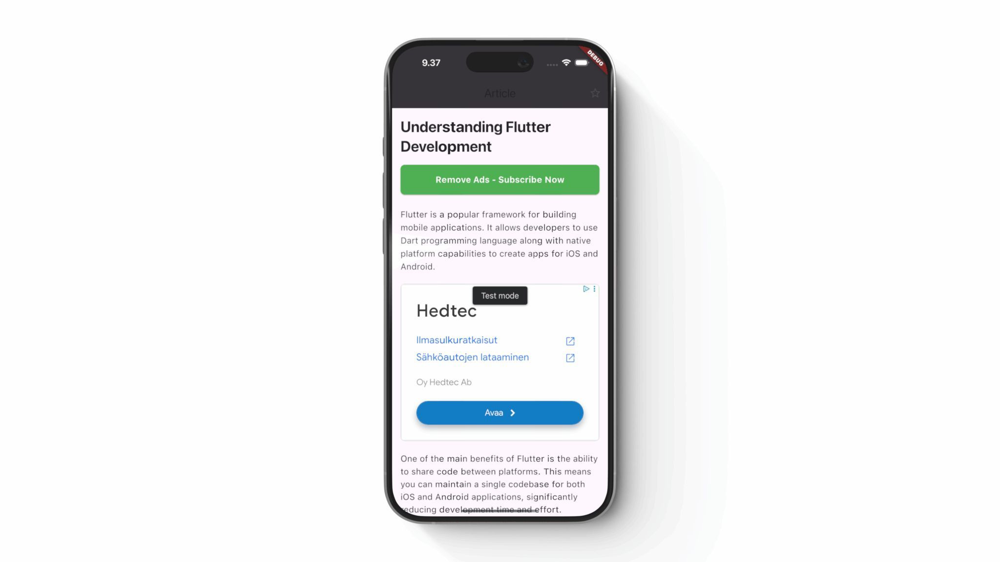 9.37
DEBUG
Article
Understanding Flutter
Development
Remove Ads - Subscribe Now
Flutter is a popular framework for building
mobile applications. It allows developers to use
Dart programming language along with native
platform capabilities to create apps for iOS and
Android.
Test mode
Hedtec
Ilmasulkuratkaisut
Sähköautojen lataaminen
Oy Hedtec Ab
Avaa
One of the main benefits of Flutter is the ability
to share code between platforms. This means
you can maintain a single codebase for both
iOS and Android applications, significantly
reducing development time and effort.